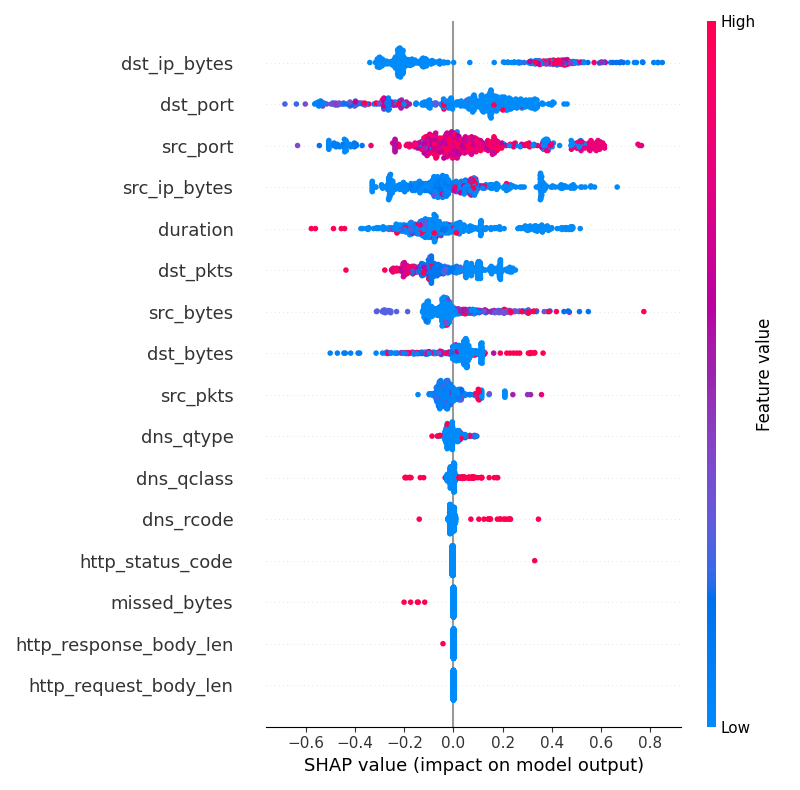 High
dst_ip_bytes
dst_port
src_port
src_ip_bytes
duration
dst_pkts
src_bytes
dst_bytes
src_pkts
dns_qtype
dns_qclass
dns_rcode
http_status_code
missed_bytes
http_response_body_len
http_request_body_len
Feature value
Low
−0.6 −0.4 −0.2 0.0 0.2 0.4 0.6 0.8
SHAP value (impact on model output)